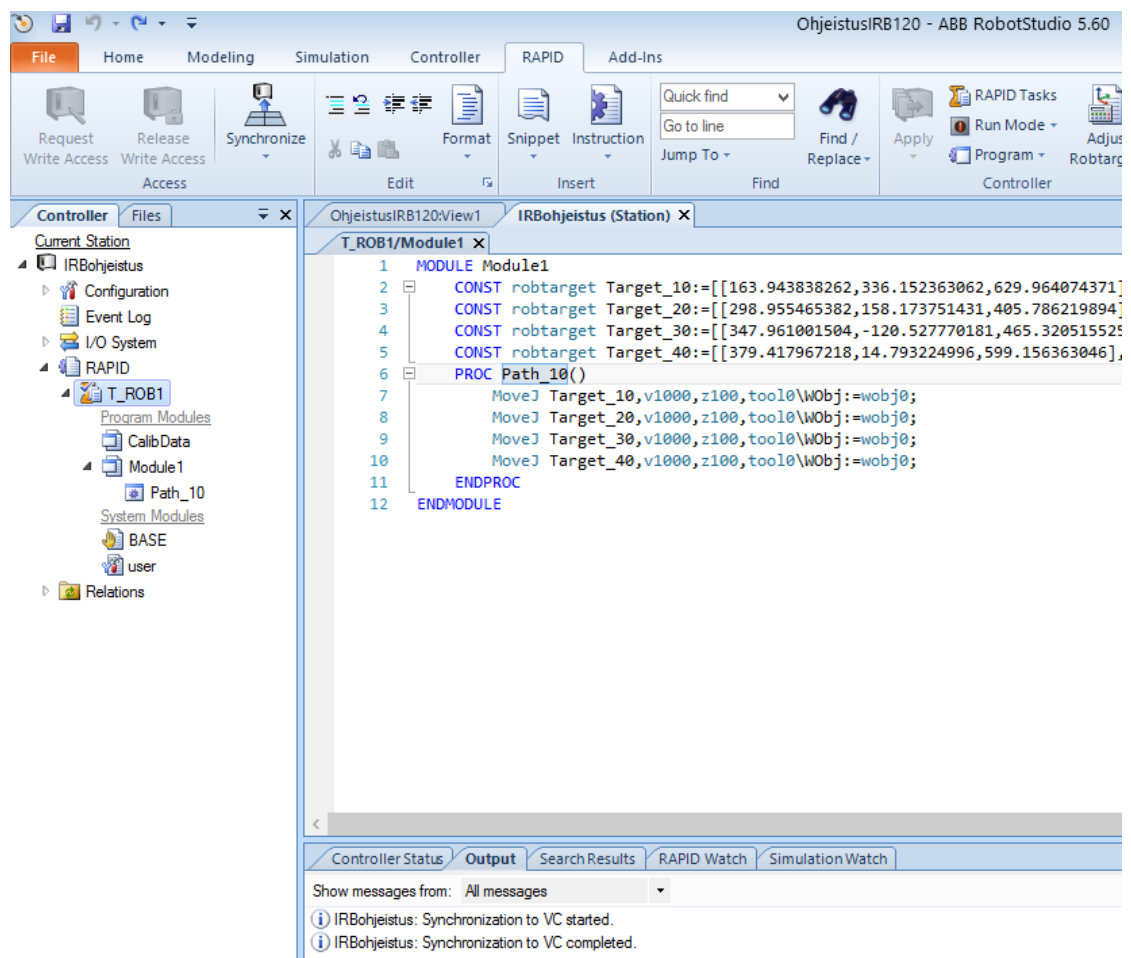 OhjeistusIRB120 - ABB RobotStudio 5.60
File Home Modeling Simulation Controller RAPID Add-Ins
Request Write Access
Release Write Access
Synchronize
Access
Format
Edit
Snippet Instruction
Insert
Quick find
Go to line
Jump To
Find / Replace
Find
Apply
RAPID Tasks
Run Mode
Program
Adjus
Robtarg
Controller
Controller Files
Current Station
IRBohjeistus
Configuration
Event Log
I/O System
RAPID
T_ROB1
Program Modules
CalibData
Module1
Path_10
System Modules
BASE
user
Relations
OhjeistusIRB120:View1 IRBohjeistus (Station)
T_ROB1/Module1
1 MODULE Module1
2 CONST robtarget Target_10:=[[163.943838262,336.152363062,629.964074371]
3 CONST robtarget Target_20:=[[298.955465382,158.173751431,405.786219894]
4 CONST robtarget Target_30:=[[347.961001504,-120.527770181,465.320515525
5 CONST robtarget Target_40:=[[379.417967218,14.793224996,599.156363046],
6 PROC Path_10()
7 MoveJ Target_10,v1000,z100,tool0\WObj:=wobj0;
8 MoveJ Target_20,v1000,z100,tool0\WObj:=wobj0;
9 MoveJ Target_30,v1000,z100,tool0\WObj:=wobj0;
10 MoveJ Target_40,v1000,z100,tool0\WObj:=wobj0;
11 ENDPROC
12 ENDMODULE
Controller Status Output Search Results RAPID Watch Simulation Watch
Show messages from: All messages
IRBohjeistus: Synchronization to VC started.
IRBohjeistus: Synchronization to VC completed.